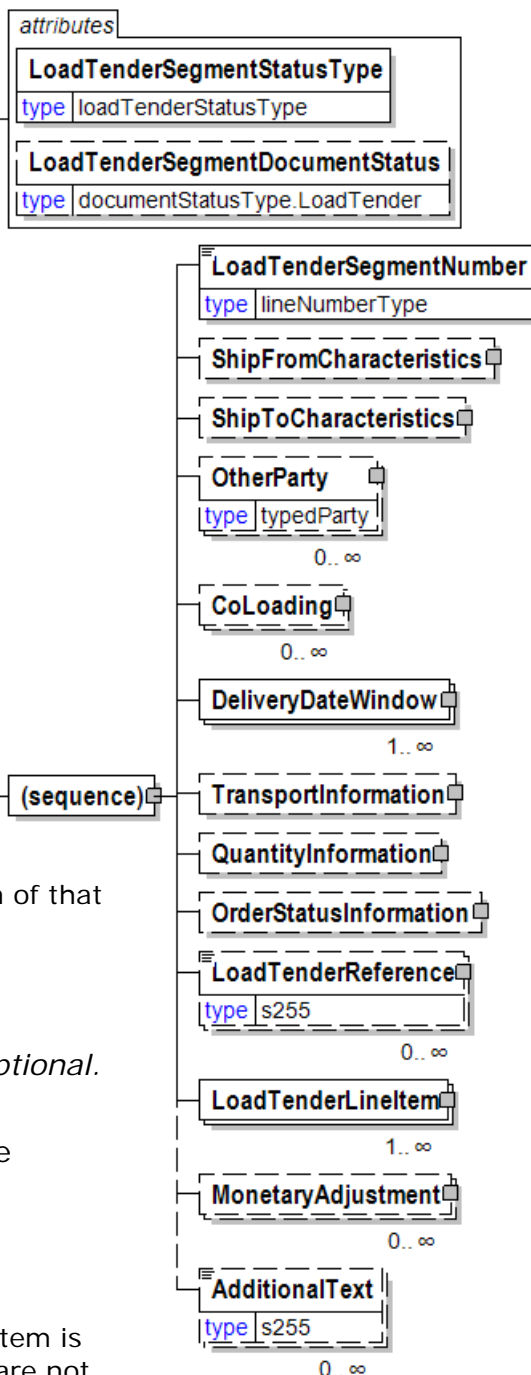 attributes
LoadTenderSegmentStatusType
type loadTenderStatusType
LoadTenderSegmentDocumentStatus
type documentStatusType.LoadTender
LoadTenderSegmentNumber
type lineNumberType
ShipFromCharacteristics
ShipToCharacteristics
OtherParty
type typedParty
0.. ∞
CoLoading
0.. ∞
DeliveryDateWindow
1.. ∞
(sequence)
TransportInformation
QuantityInformation
of that
OrderStatusInformation
LoadTenderReference
type s255
0.. ∞
LoadTenderLineItem
1.. ∞
MonetaryAdjustment
0.. ∞
AdditionalText
type s255
0.. ∞
tem is
are not